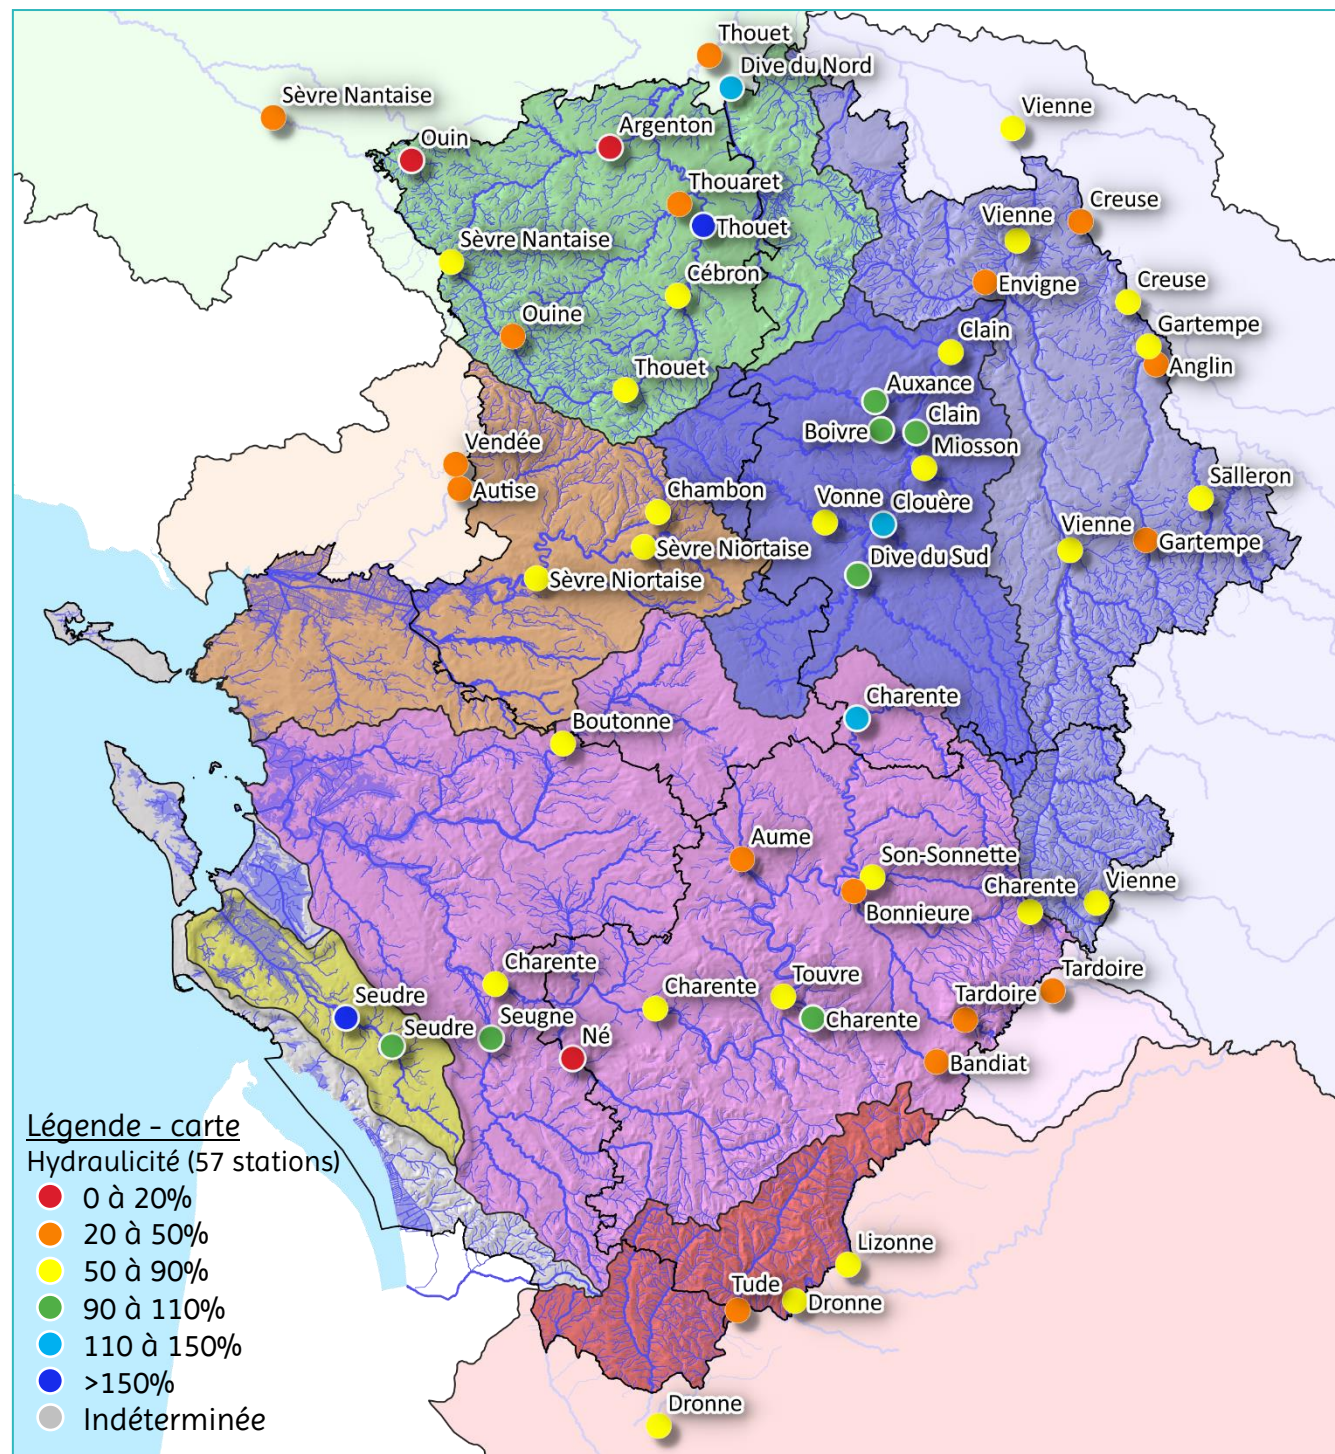 Thouet
Dive du Nord
Sèvre Nantaise
Vienne
Ouin
Argenton
Thouaret
Creuse
Vienne
Thouet
Sèvre Nantaise
Cébron
Envigne
Creuse
Ouine
Clain
Gartempe
Thouet
Anglin
Auxance
Clain
Boivre
Miosson
Vendée
Autise
Chambon
Vonne
Clouère
Sàlleron
Sèvre Niortaise
Vienne
Gartempe
Dive du Sud
Sèvre Niortaise
Charente
Boutonne
Aume
Son-Sonnette
Charente
Vienne
Bonnieure
Charente
Touvre
Tardoire
Seudre
Charente
Tardoire
Seudre
Seugne
Charente
Né
Bandiat
Légende - carte
Hydraulicité (57 stations)
0 à 20%
20 à 50%
50 à 90%
90 à 110%
110 à 150%
>150%
Indéterminée
Lizonne
Tude
Dronne
Dronne